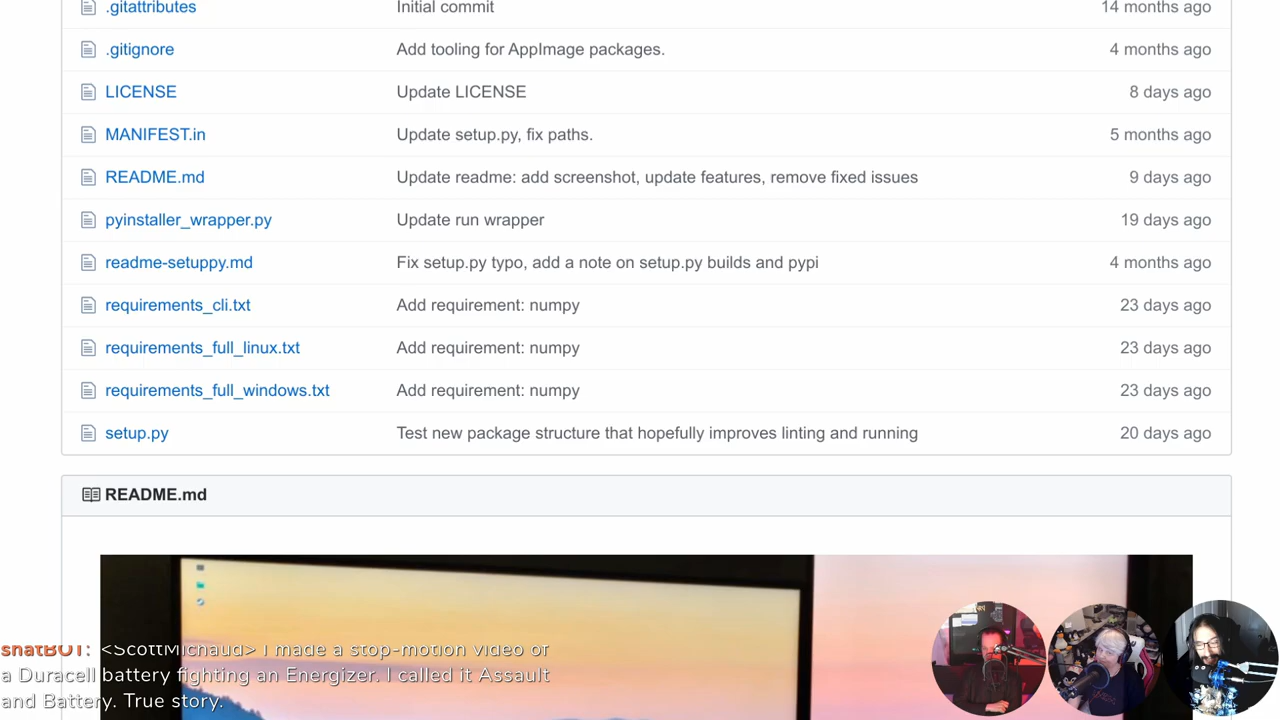 .gitattributes Initial commit 14 months ago
.gitignore Add tooling for AppImage packages. 4 months ago
LICENSE Update LICENSE 8 days ago
MANIFEST.in Update setup.py, fix paths. 5 months ago
README.md Update readme: add screenshot, update features, remove fixed issues 9 days ago
pyinstaller_wrapper.py Update run wrapper 19 days ago
readme-setuppy.md Fix setup.py typo, add a note on setup.py builds and pypi 4 months ago
requirements_cli.txt Add requirement: numpy 23 days ago
requirements_full_linux.txt Add requirement: numpy 23 days ago
requirements_full_windows.txt Add requirement: numpy 23 days ago
setup.py Test new package structure that hopefully improves linting and running 20 days ago
README.md
snatBOT: <ScottMichaud> I made a stop-motion video of
a Duracell battery fighting an Energizer. I called it Assault
and Battery. True story.